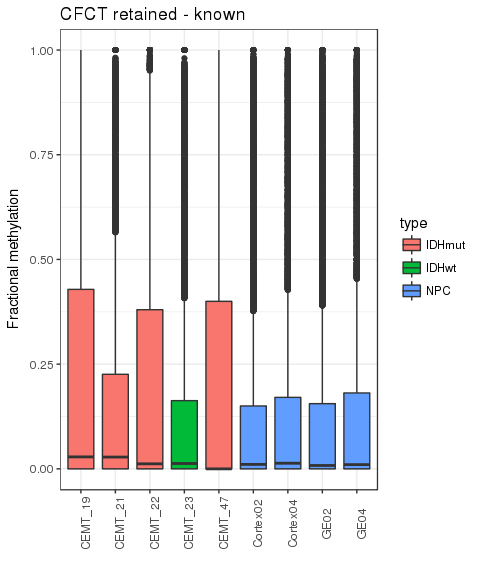 CFCT retained - known
Fractional methylation
1.00
0.75
0.50
0.25
0.00
CEMT_19
CEMT_21
CEMT_22
CEMT_23
CEMT_47
Cortex02
Cortex04
GE02
GE04
type
IDHmut
IDHwt
NPC